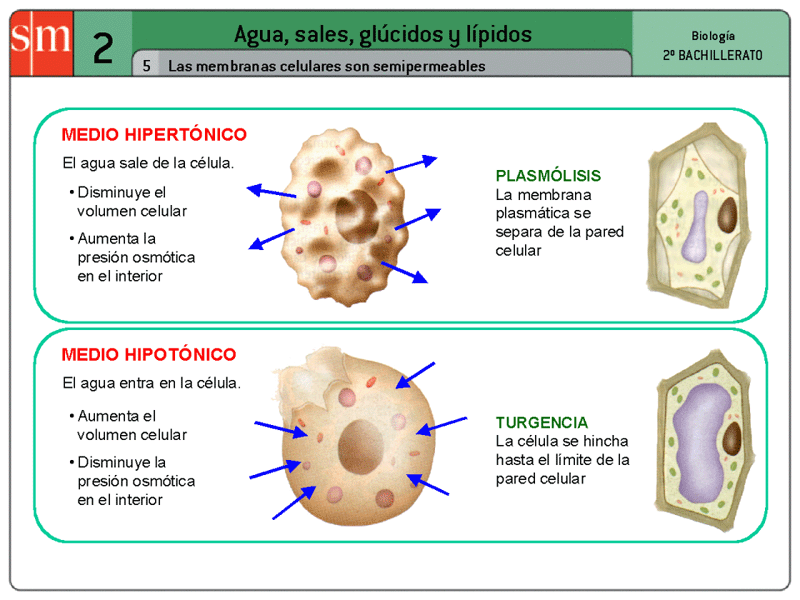 sm
2
Agua, sales, glúcidos y lípidos
5 Las membranas celulares son semipermeables
Biología
2º BACHILLERATO
MEDIO HIPERTÓNICO
El agua sale de la célula.
• Disminuye el
volumen celular
• Aumenta la
presión osmótica
en el interior
PLASMÓLISIS
La membrana
plasmática se
separa de la pared
celular
MEDIO HIPOTÓNICO
El agua entra en la célula.
• Aumenta el
volumen celular
• Disminuye la
presión osmótica
en el interior
TURGENCIA
La célula se hincha
hasta el límite de la
pared celular